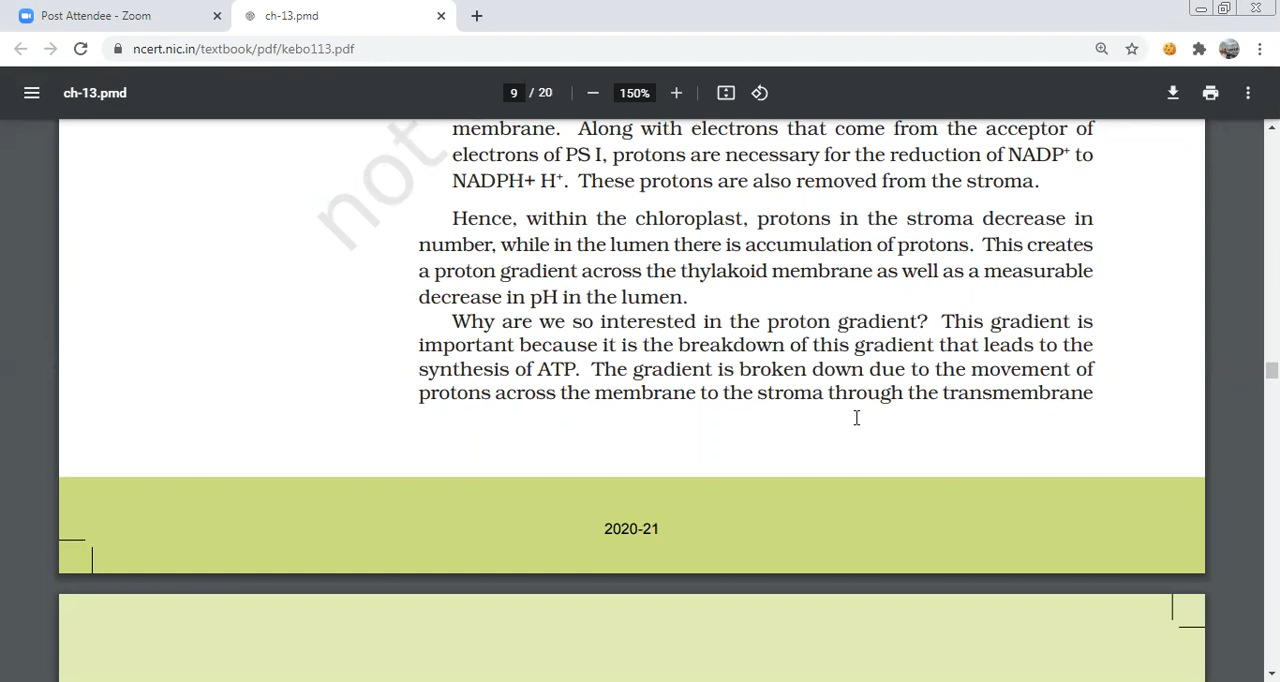 Post Attendee - Zoom
ch-13.pmd
ncert.nic.in/textbook/pdf/kebo113.pdf
ch-13.pmd
9 / 20
150%
not
membrane. Along with electrons that come from the acceptor of
electrons of PS I, protons are necessary for the reduction of NADP⁺ to
NADPH+ H⁺. These protons are also removed from the stroma.
Hence, within the chloroplast, protons in the stroma decrease in
number, while in the lumen there is accumulation of protons. This creates
a proton gradient across the thylakoid membrane as well as a measurable
decrease in pH in the lumen.
Why are we so interested in the proton gradient? This gradient is
important because it is the breakdown of this gradient that leads to the
synthesis of ATP. The gradient is broken down due to the movement of
protons across the membrane to the stroma through the transmembrane
2020-21